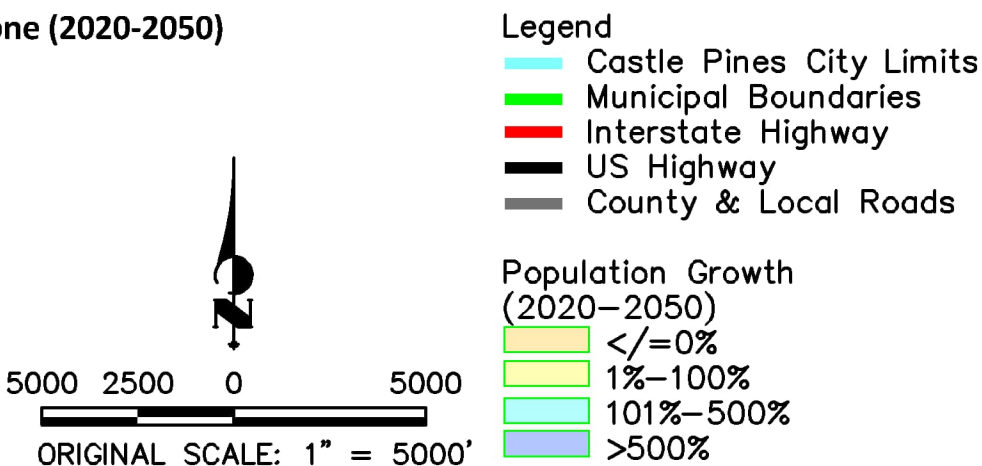 one (2020-2050)
Legend
Castle Pines City Limits
Municipal Boundaries
Interstate Highway
US Highway
County & Local Roads
Population Growth
(2020-2050)
</=0%
1%-100%
101%-500%
>500%
N
5000 2500 0 5000
ORIGINAL SCALE: 1" = 5000'